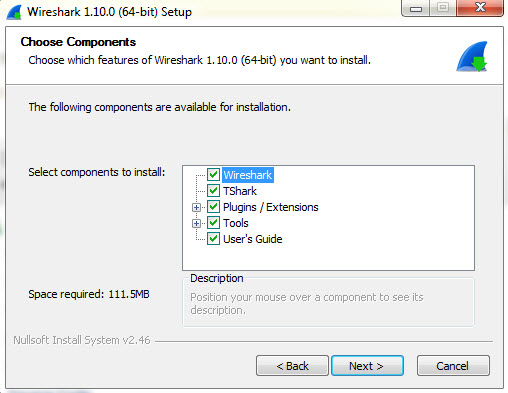 Wireshark 1.10.0 (64-bit) Setup
Choose Components
Choose which features of Wireshark 1.10.0 (64-bit) you want to install.
The following components are available for installation.
Select components to install:
Wireshark
TShark
Plugins / Extensions
Tools
User's Guide
Space required: 111.5MB
Description
Position your mouse over a component to see its
description.
Nullsoft Install System v2.46
< Back
Next >
Cancel